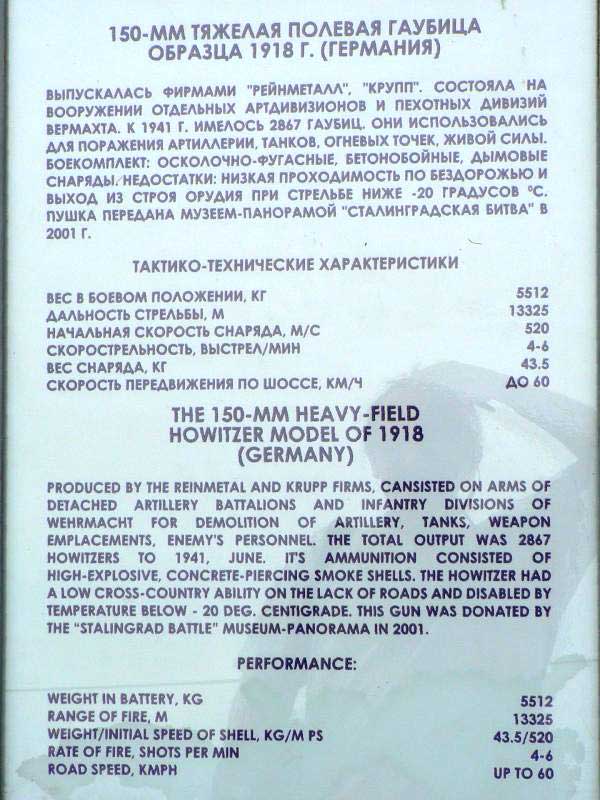 150-ММ ТЯЖЕЛАЯ ПОЛЕВАЯ ГАУБИЦА
ОБРАЗЦА 1918 Г. (ГЕРМАНИЯ)
ВЫПУСКАЛАСЬ ФИРМАМИ "РЕЙНМЕТАЛЛ", "КРУПП". СОСТОЯЛА НА
ВООРУЖЕНИИ ОТДЕЛЬНЫХ АРТДИВИЗИОНОВ И ПЕХОТНЫХ ДИВИЗИЙ
ВЕРМАХТА. К 1941 Г. ИМЕЛОСЬ 2867 ГАУБИЦ. ОНИ ИСПОЛЬЗОВАЛИСЬ
ДЛЯ ПОРАЖЕНИЯ АРТИЛЛЕРИИ, ТАНКОВ, ОГНЕВЫХ ТОЧЕК, ЖИВОЙ СИЛЫ.
БОЕКОМПЛЕКТ: ОСКОЛОЧНО-ФУГАСНЫЕ, БЕТОНОБОЙНЫЕ, ДЫМОВЫЕ
СНАРЯДЫ. НЕДОСТАТКИ: НИЗКАЯ ПРОХОДИМОСТЬ ПО БЕЗДОРОЖЬЮ И
ВЫХОД ИЗ СТРОЯ ОРУДИЯ ПРИ СТРЕЛЬБЕ НИЖЕ -20 ГРАДУСОВ °С.
ПУШКА ПЕРЕДАНА МУЗЕЕМ-ПАНОРАМОЙ "СТАЛИНГРАДСКАЯ БИТВА" В
2001 Г.
ТАКТИКО-ТЕХНИЧЕСКИЕ ХАРАКТЕРИСТИКИ
ВЕС В БОЕВОМ ПОЛОЖЕНИИ, КГ 5512
ДАЛЬНОСТЬ СТРЕЛЬБЫ, М 13325
НАЧАЛЬНАЯ СКОРОСТЬ СНАРЯДА, М/С 520
СКОРОСТРЕЛЬНОСТЬ, ВЫСТРЕЛ/МИН 4-6
ВЕС СНАРЯДА, КГ 43.5
СКОРОСТЬ ПЕРЕДВИЖЕНИЯ ПО ШОССЕ, КМ/Ч ДО 60
THE 150-MM HEAVY-FIELD
HOWITZER MODEL OF 1918
(GERMANY)
PRODUCED BY THE REINMETAL AND KRUPP FIRMS, CANSISTED ON ARMS OF
DETACHED ARTILLERY BATTALIONS AND INFANTRY DIVISIONS OF
WEHRMACHT FOR DEMOLITION OF ARTILLERY, TANKS, WEAPON
EMPLACEMENTS, ENEMY'S PERSONNEL. THE TOTAL OUTPUT WAS 2867
HOWITZERS TO 1941, JUNE. IT'S AMMUNITION CONSISTED OF
HIGH-EXPLOSIVE, CONCRETE-PIERCING SMOKE SHELLS. THE HOWITZER HAD
A LOW CROSS-COUNTRY ABILITY ON THE LACK OF ROADS AND DISABLED BY
TEMPERATURE BELOW - 20 DEG. CENTIGRADE. THIS GUN WAS DONATED BY
THE "STALINGRAD BATTLE" MUSEUM-PANORAMA IN 2001.
PERFORMANCE:
WEIGHT IN BATTERY, KG 5512
RANGE OF FIRE, M 13325
WEIGHT/INITIAL SPEED OF SHELL, KG/M PS 43.5/520
RATE OF FIRE, SHOTS PER MIN 4-6
ROAD SPEED, KMPH UP TO 60